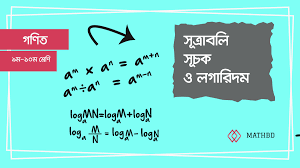 গণিত
৯ম-১০ম শ্রেণি
aᵐ × aⁿ = aᵐ⁺ⁿ
aᵐ ÷ aⁿ = aᵐ⁻ⁿ
logₐMN=logₐM+logₐN
logₐ M/N = logₐM-logₐN
সূত্রাবলি
সূচক
ও লগারিদম
MATHBD